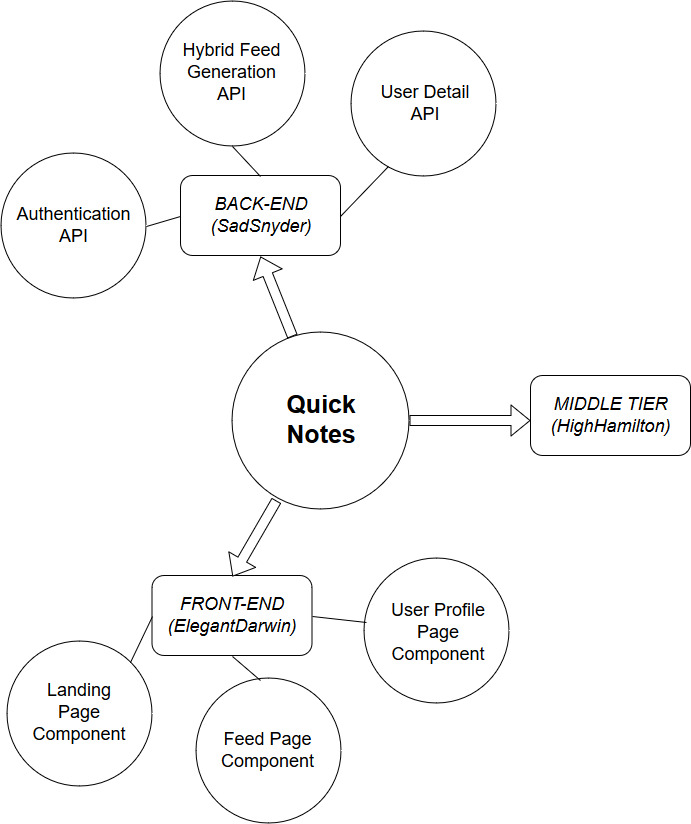 Hybrid Feed
Generation
API
User Detail
API
Authentication
API
BACK-END
(SadSnyder)
Quick
Notes
MIDDLE TIER
(HighHamilton)
FRONT-END
(ElegantDarwin)
User Profile
Page
Component
Landing
Page
Component
Feed Page
Component